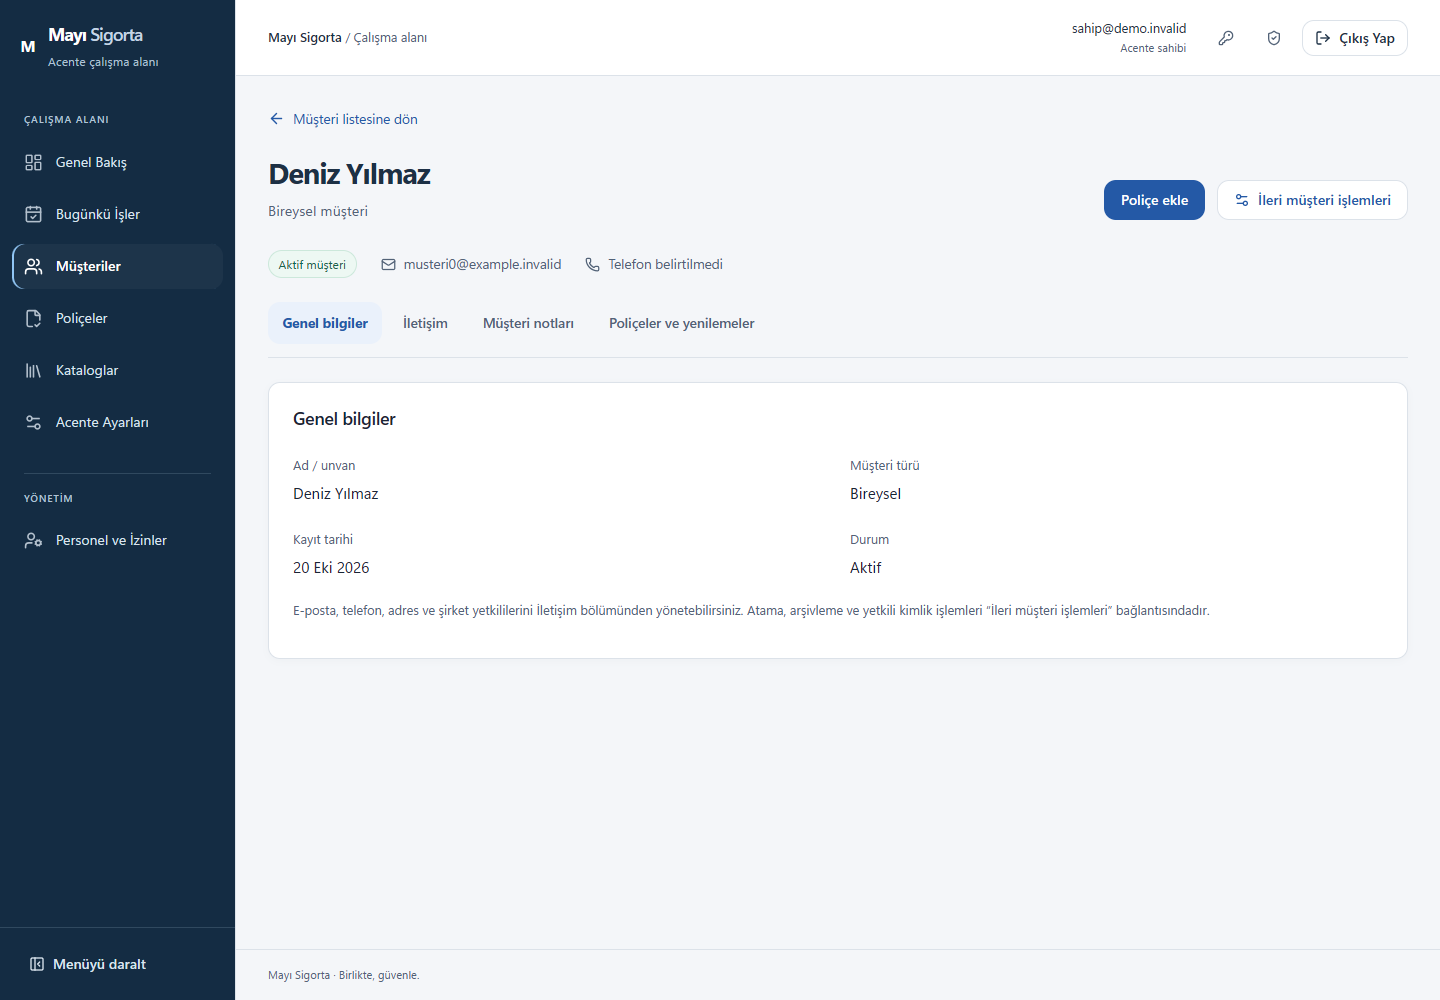 M
Mayı Sigorta
Acente çalışma alanı
ÇALIŞMA ALANI
Genel Bakış
Bugünkü İşler
Müşteriler
Poliçeler
Kataloglar
Acente Ayarları
YÖNETİM
Personel ve İzinler
Menüyü daralt
Mayı Sigorta / Çalışma alanı
sahip@demo.invalid
Acente sahibi
Çıkış Yap
Müşteri listesine dön
Deniz Yılmaz
Bireysel müşteri
Poliçe ekle
İleri müşteri işlemleri
Aktif müşteri
musteri0@example.invalid
Telefon belirtilmedi
Genel bilgiler
İletişim
Müşteri notları
Poliçeler ve yenilemeler
Genel bilgiler
Ad / unvan
Deniz Yılmaz
Müşteri türü
Bireysel
Kayıt tarihi
20 Eki 2026
Durum
Aktif
E-posta, telefon, adres ve şirket yetkililerini İletişim bölümünden yönetebilirsiniz. Atama, arşivleme ve yetkili kimlik işlemleri “İleri müşteri işlemleri” bağlantısındadır.
Mayı Sigorta · Birlikte, güvenle.